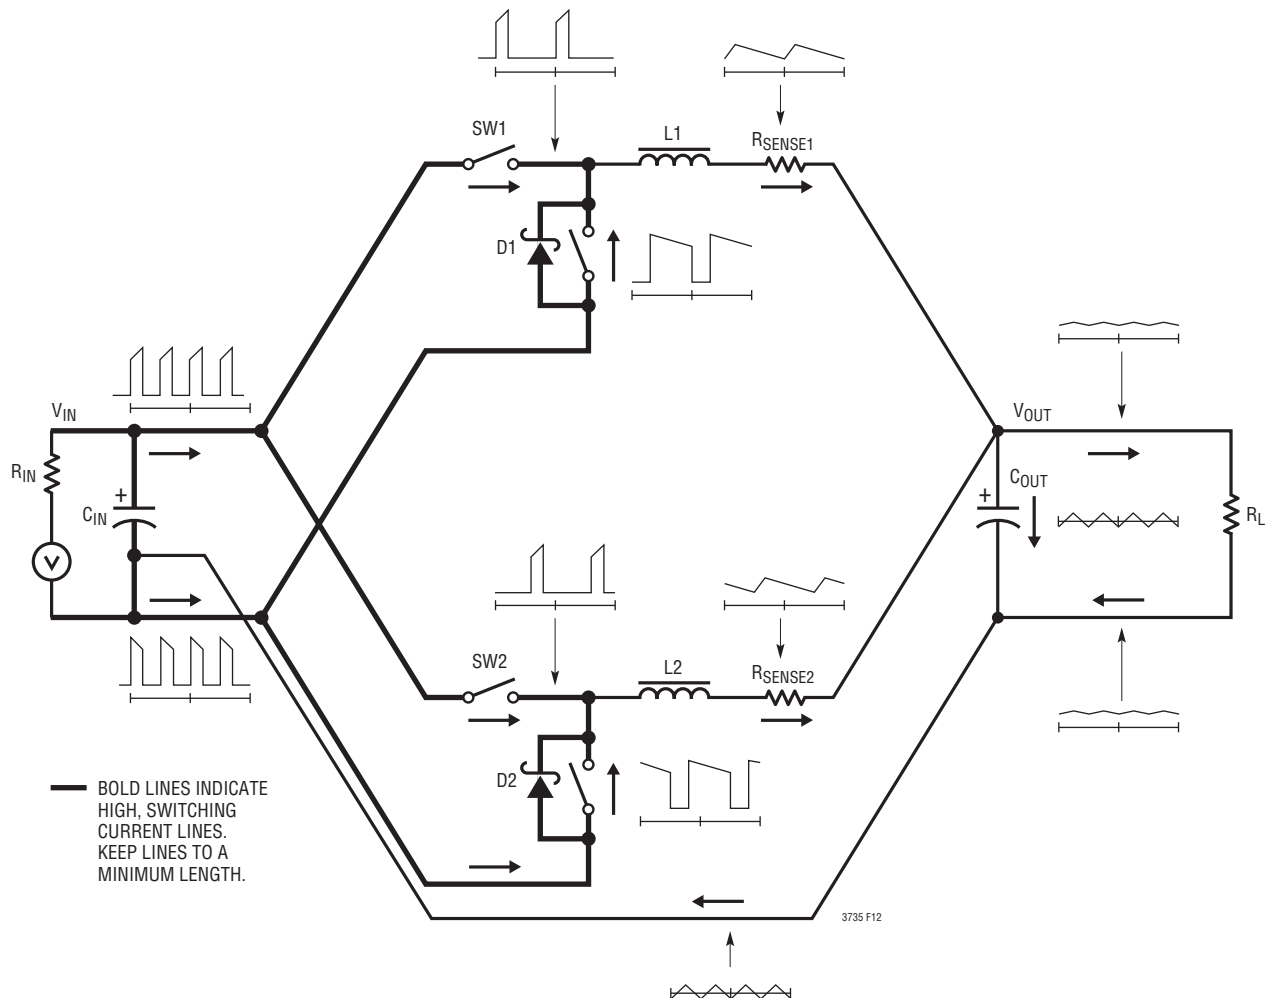 SW1
L1
RSENSE1
D1
VIN
VOUT
RIN
CIN
+
COUT
+
RL
V
SW2
L2
RSENSE2
D2
BOLD LINES INDICATE
HIGH, SWITCHING
CURRENT LINES.
KEEP LINES TO A
MINIMUM LENGTH.
3735 F12